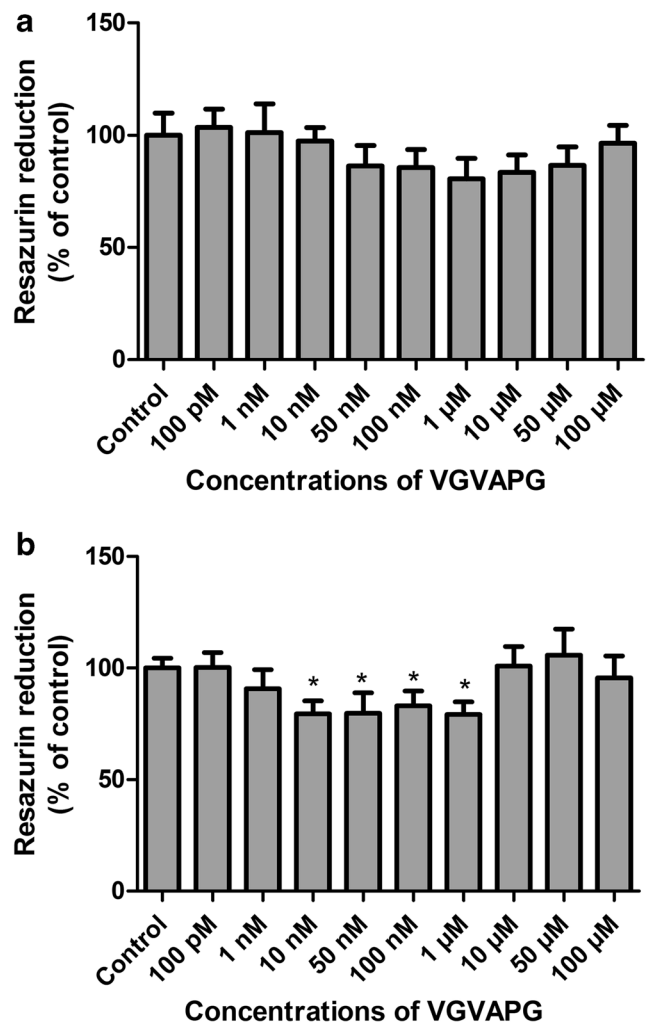 a
150
100
50
0
Resazurin reduction
(% of control)
Control
100 pM
1 nM
10 nM
50 nM
100 nM
1 µM
10 µM
50 µM
100 µM
Concentrations of VGVAPG
b
150
100
50
0
Resazurin reduction
(% of control)
* * * *
Control
100 pM
1 nM
10 nM
50 nM
100 nM
1 µM
10 µM
50 µM
100 µM
Concentrations of VGVAPG